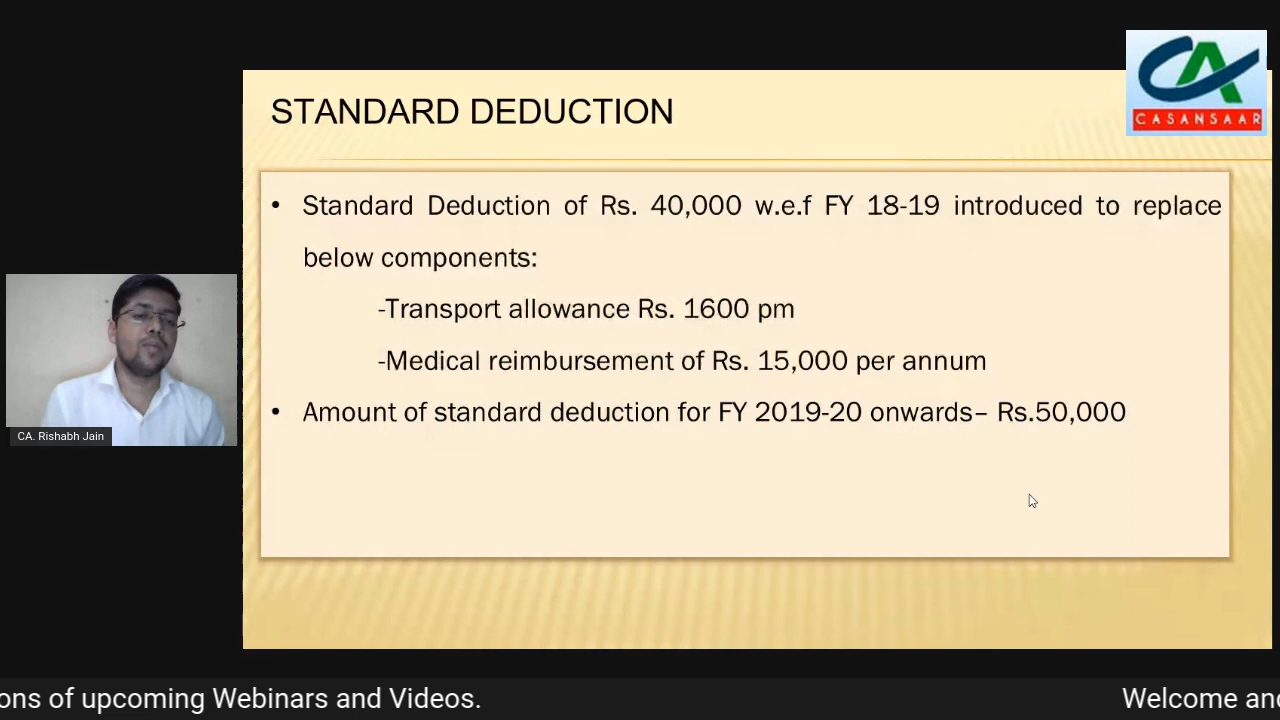 CA
CASANSAAR
STANDARD DEDUCTION
• Standard Deduction of Rs. 40,000 w.e.f FY 18-19 introduced to replace
below components:
-Transport allowance Rs. 1600 pm
-Medical reimbursement of Rs. 15,000 per annum
• Amount of standard deduction for FY 2019-20 onwards– Rs.50,000
CA. Rishabh Jain
ons of upcoming Webinars and Videos. Welcome and